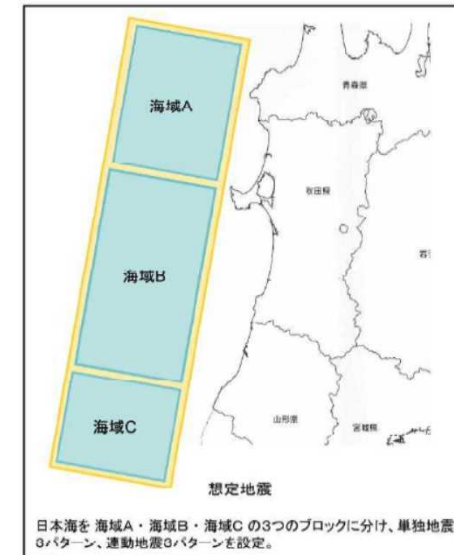 海域A
青森県
秋田県
海域B
岩
山形県
宮城県
海域C
想定地震
日本海を 海域A・海域B・海域C の3つのブロックに分け、単独地震
3パターン、連動地震3パターンを設定。